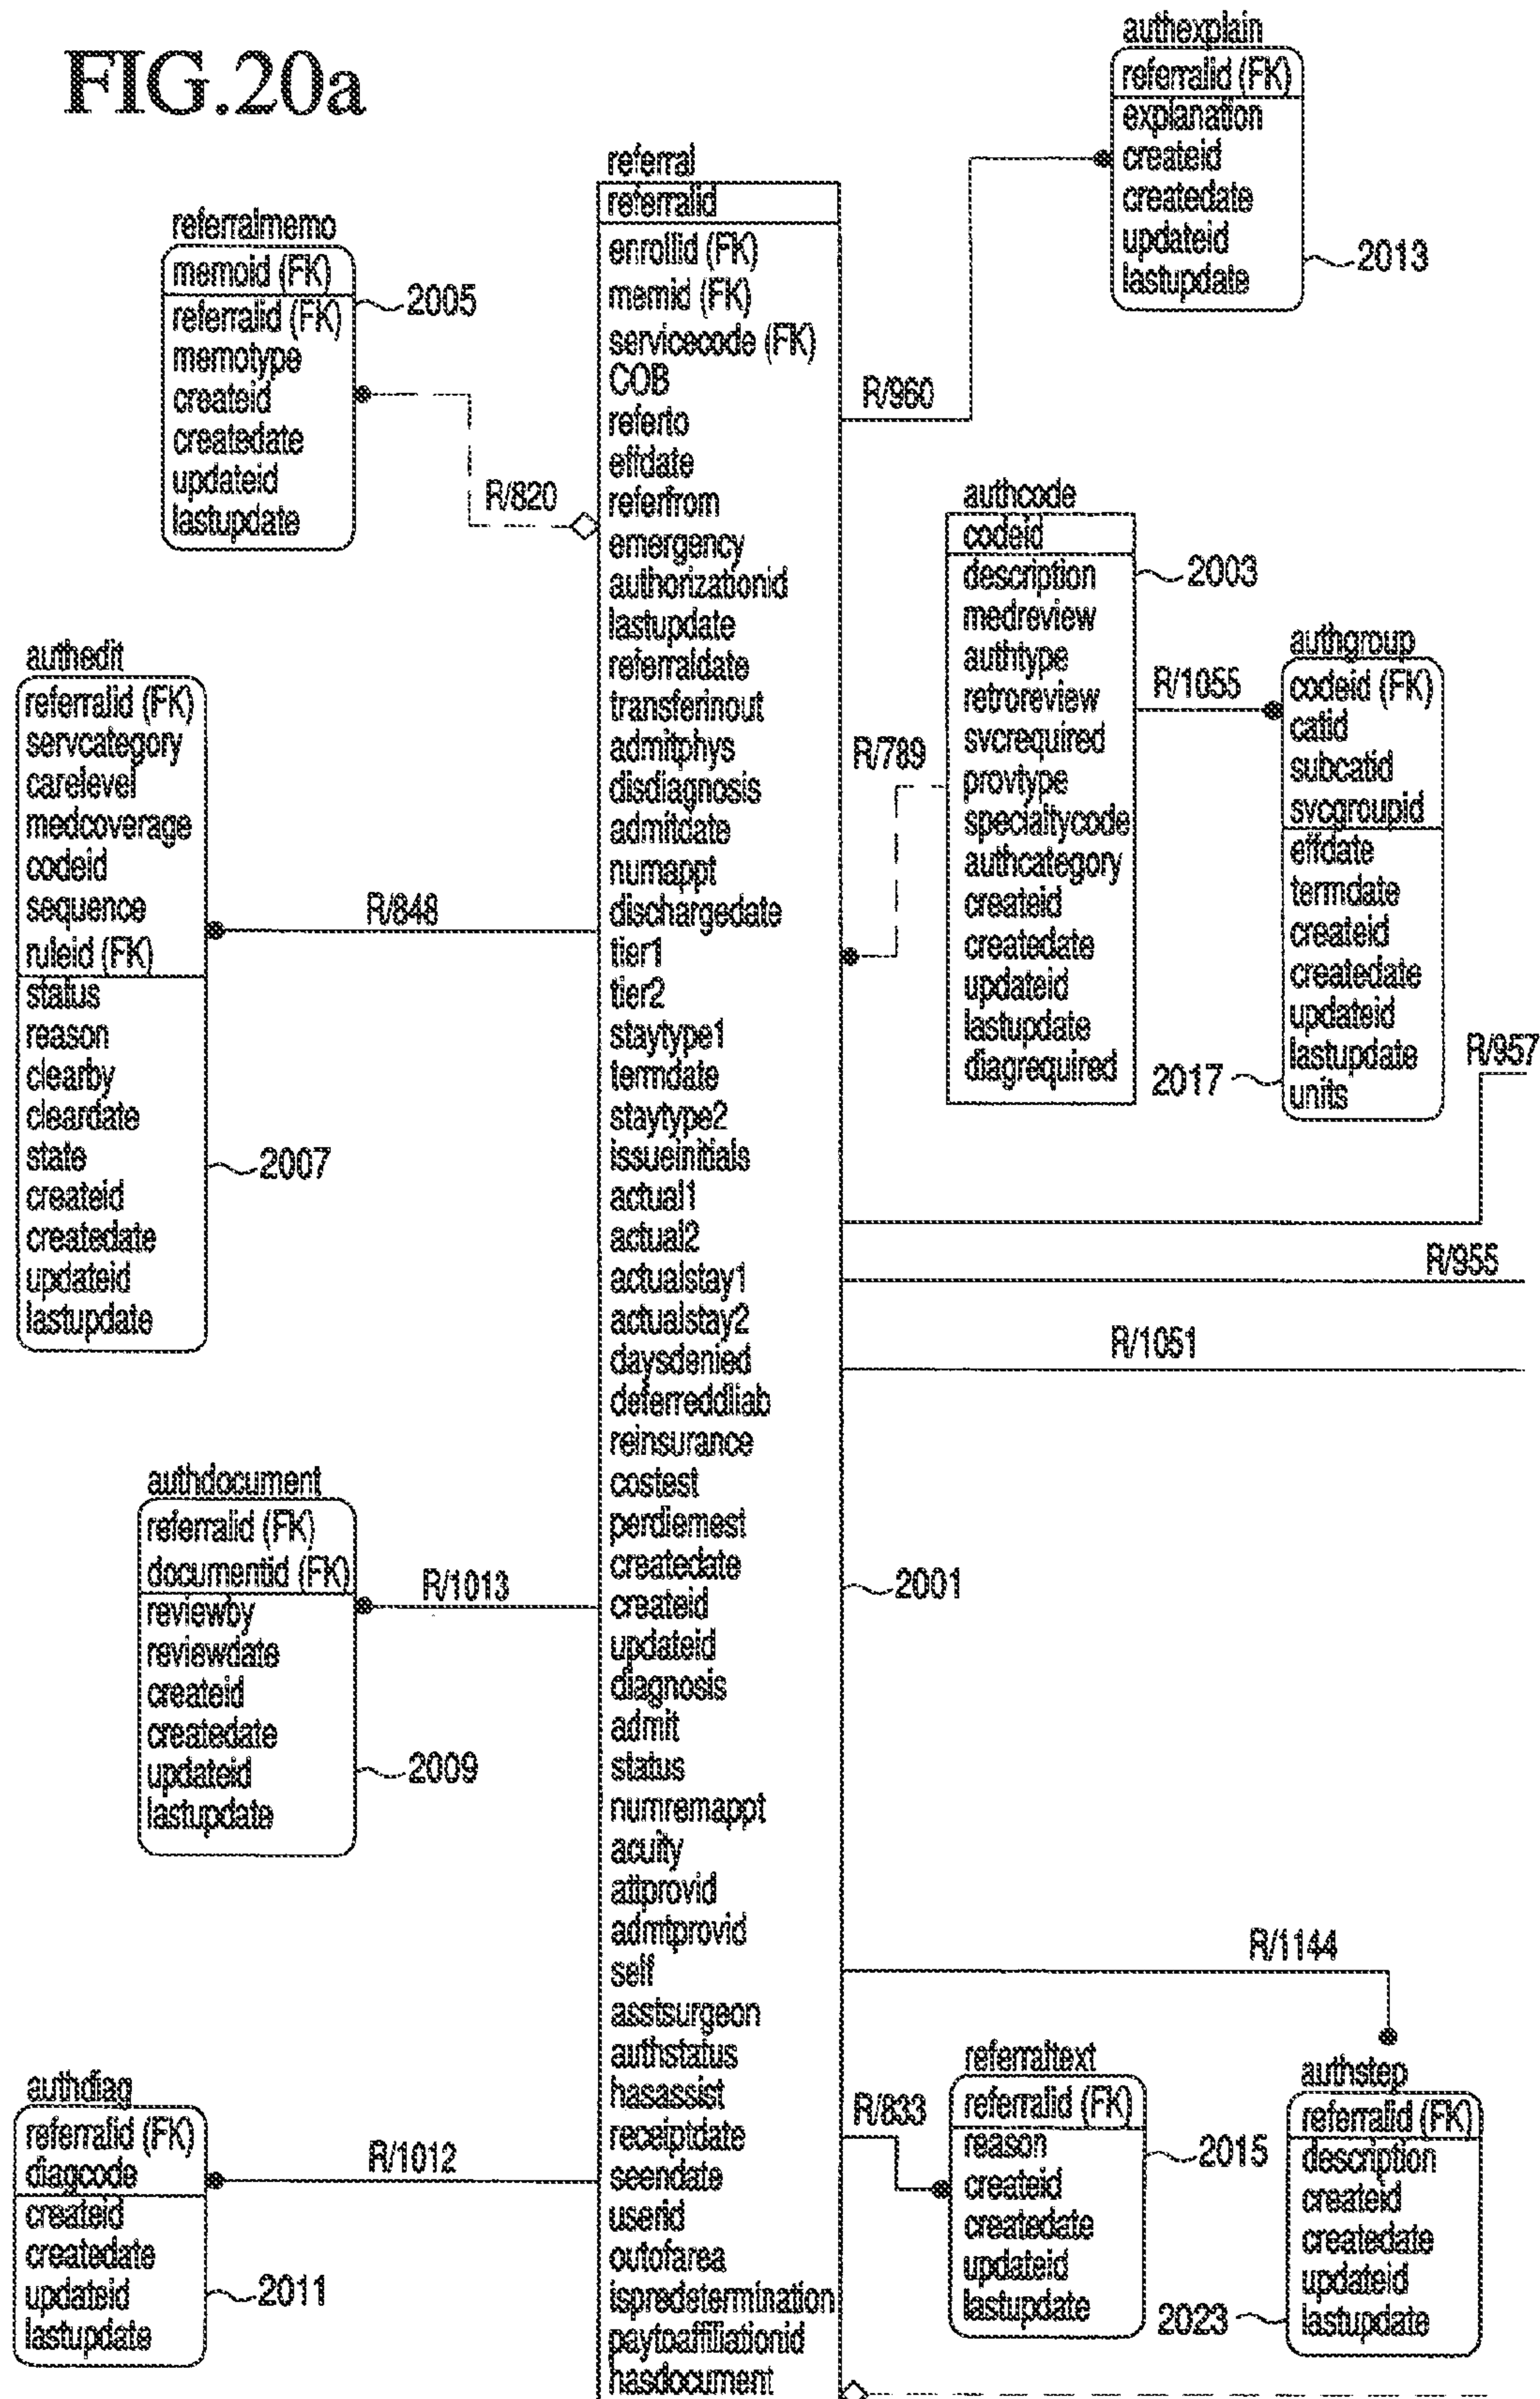 FIG.20a
authexplain
referralid (FK)
explanation
createid
createdate
updateid
lastupdate
2013
referralmemo
memoid (FK)
referralid (FK)
memotype
createid
createdate
updateid
lastupdate
2005
R/820
referral
referralid
enrollid (FK)
memid (FK)
servicecode (FK)
COB
referto
effdate
referfrom
emergency
authorizationid
lastupdate
referraldate
transferinout
admitphys
disdiagnosis
admitdate
numappt
dischargedate
tier1
tier2
staytype1
termdate
staytype2
issueinitials
actual1
actual2
actualstay1
actualstay2
daysdenied
deferreddliab
reinsurance
costest
perdiemest
createdate
createid
updateid
diagnosis
admit
status
numremappt
acuity
attprovid
admtprovid
self
asstsurgeon
authstatus
hasassist
receiptdate
seendate
userid
outofarea
ispredetermination
paytoaffiliationid
hasdocument
2001
R/960
authcode
codeid
description
medreview
authtype
retroreview
svcrequired
provtype
specialtycode
authcategory
createid
createdate
updateid
lastupdate
diagrequired
2003
R/789
R/1055
authgroup
codeid (FK)
catid
subcatid
svcgroupid
effdate
termdate
createid
createdate
updateid
lastupdate
units
2017
R/957
R/955
R/1051
authedit
referralid (FK)
servcategory
carelevel
medcoverage
codeid
sequence
ruleid (FK)
status
reason
clearby
cleardate
state
createid
createdate
updateid
lastupdate
2007
R/848
authdocument
referralid (FK)
documentid (FK)
reviewby
reviewdate
createid
createdate
updateid
lastupdate
2009
R/1013
authdiag
referralid (FK)
diagcode
createid
createdate
updateid
lastupdate
2011
R/1012
R/1144
R/833
referraltext
referralid (FK)
reason
createid
createdate
updateid
lastupdate
2015
authstep
referralid (FK)
description
createid
createdate
updateid
lastupdate
2023